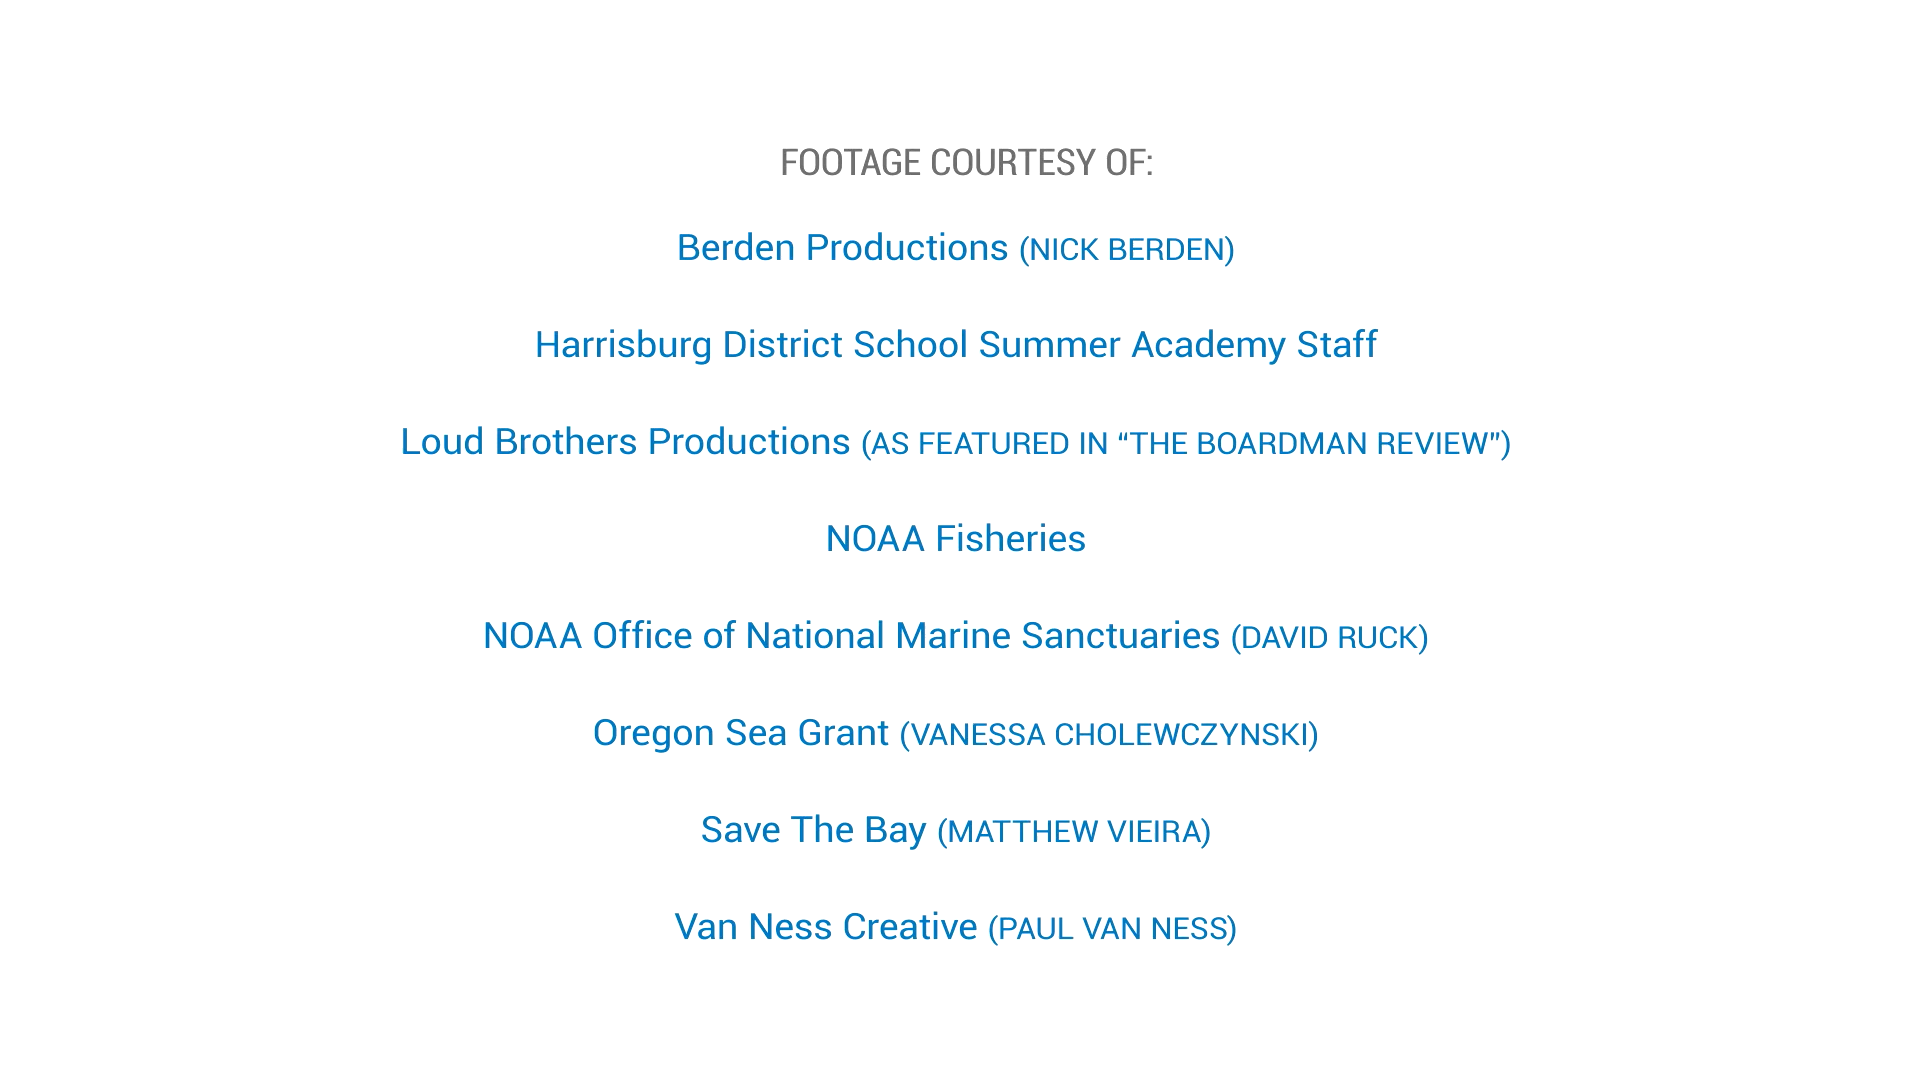 FOOTAGE COURTESY OF:
Berden Productions (NICK BERDEN)
Harrisburg District School Summer Academy Staff
Loud Brothers Productions (AS FEATURED IN “THE BOARDMAN REVIEW”)
NOAA Fisheries
NOAA Office of National Marine Sanctuaries (DAVID RUCK)
Oregon Sea Grant (VANESSA CHOLEWCZYNSKI)
Save The Bay (MATTHEW VIEIRA)
Van Ness Creative (PAUL VAN NESS)